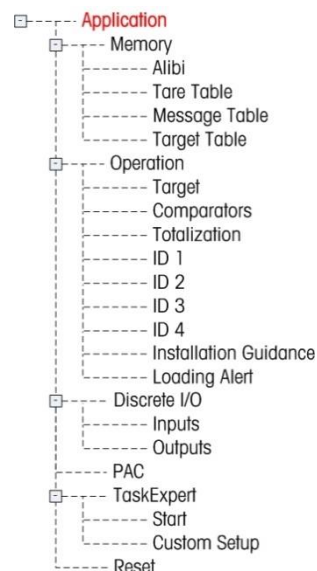 Application
Memory
Alibi
Tare Table
Message Table
Target Table
Operation
Target
Comparators
Totalization
ID 1
ID 2
ID 3
ID 4
Installation Guidance
Loading Alert
Discrete I/O
Inputs
Outputs
PAC
TaskExpert
Start
Custom Setup
Reset